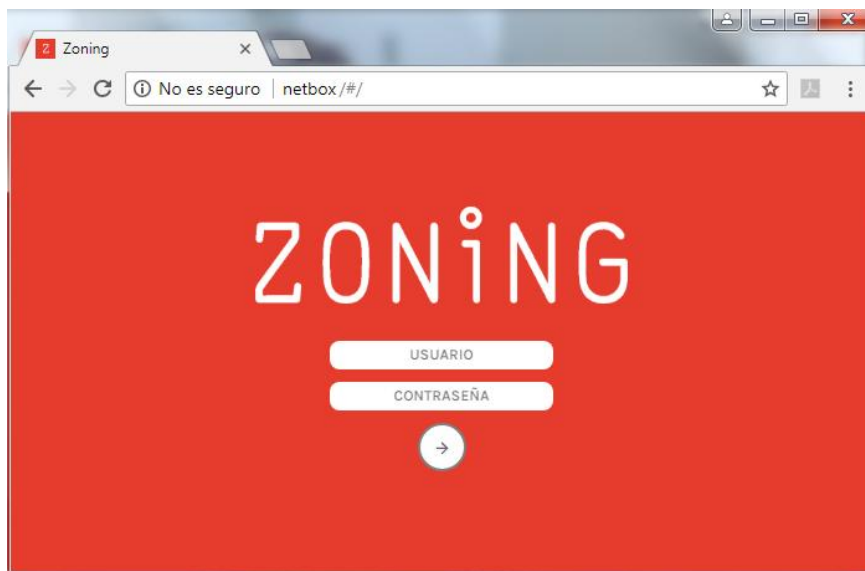 Z Zoning
No es seguro netbox/#/
ZONiNG
USUARIO
CONTRASEÑA